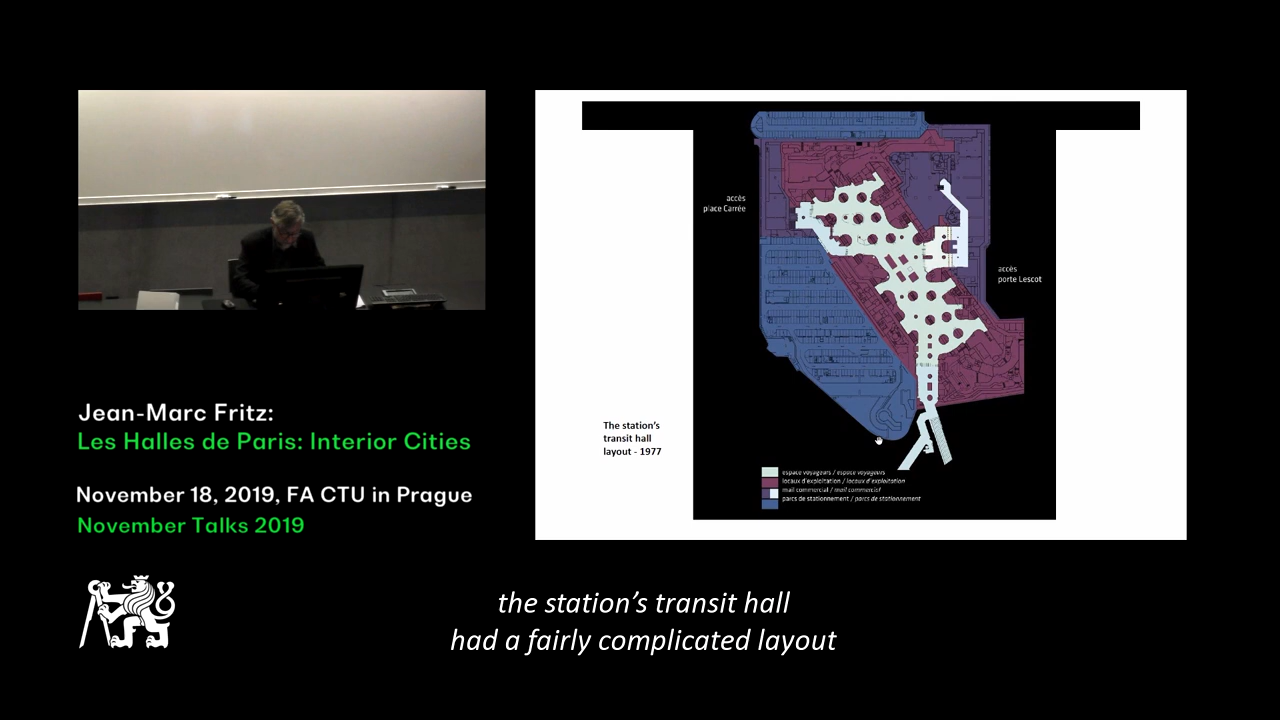 accès
place Carrée
accès
porte Lescot
The station's
transit hall
layout - 1977
espace voyageurs / espace voyageurs
locaux d'exploitation / locaux d'exploitation
mail commercial / mail commercial
parcs de stationnement / parcs de stationnement
Jean-Marc Fritz:
Les Halles de Paris: Interior Cities
November 18, 2019, FA CTU in Prague
November Talks 2019
the station's transit hall
had a fairly complicated layout